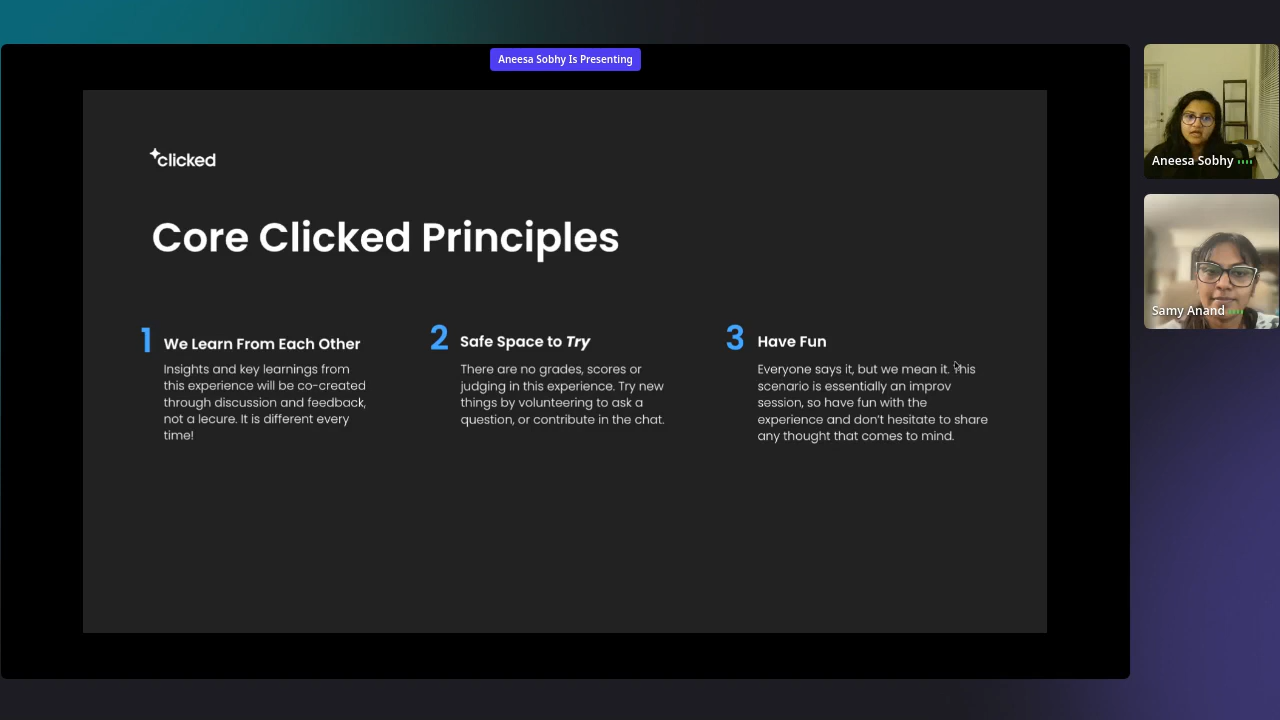 Aneesa Sobhy Is Presenting
clicked
Core Clicked Principles
1 We Learn From Each Other
Insights and key learnings from
this experience will be co-created
through discussion and feedback,
not a lecure. It is different every
time!
2 Safe Space to Try
There are no grades, scores or
judging in this experience. Try new
things by volunteering to ask a
question, or contribute in the chat.
3 Have Fun
Everyone says it, but we mean it. This
scenario is essentially an improv
session, so have fun with the
experience and don't hesitate to share
any thought that comes to mind.
Aneesa Sobhy
Samy Anand